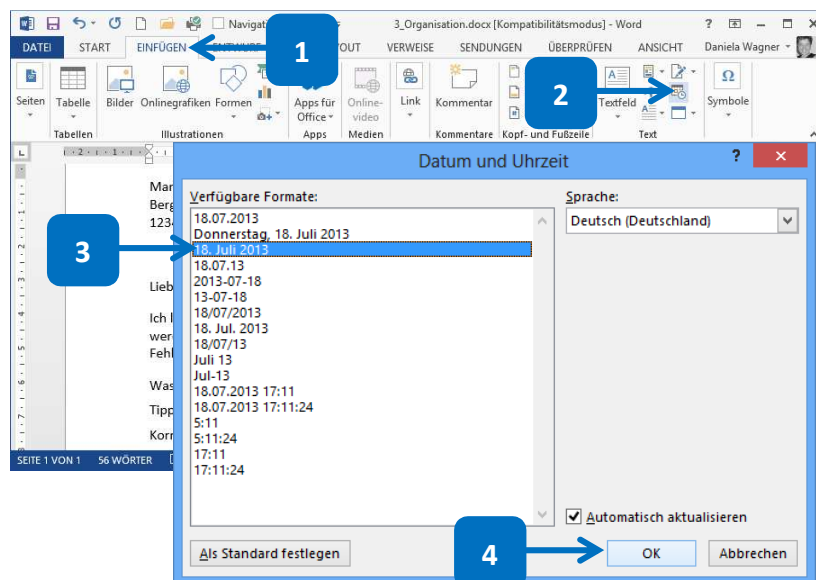 Navigat
3_Organisation.docx [Kompatibilitätsmodus] - Word
?
DATEI START EINFÜGEN ENTWURF OUT VERWEISE SENDUNGEN ÜBERPRÜFEN ANSICHT Daniela Wagner
1
2
Seiten Tabelle Bilder Onlinegrafiken Formen Apps für Office Online-video Link Kommentar Textfeld Symbole
Tabellen Illustrationen Apps Medien Kommentare Kopf- und Fußzeile Text
Datum und Uhrzeit ?
Mar
Berg
1234
Lieb
Ich l
werd
Fehl
Was
Tipp
Korr
SEITE 1 VON 1 56 WÖRTER
Verfügbare Formate:
18.07.2013
Donnerstag, 18. Juli 2013
18. Juli 2013
18.07.13
2013-07-18
13-07-18
18/07/2013
18. Jul. 2013
18/07/13
Juli 13
Jul-13
18.07.2013 17:11
18.07.2013 17:11:24
5:11
5:11:24
17:11
17:11:24
3
Sprache:
Deutsch (Deutschland)
Automatisch aktualisieren
Als Standard festlegen
4
OK
Abbrechen